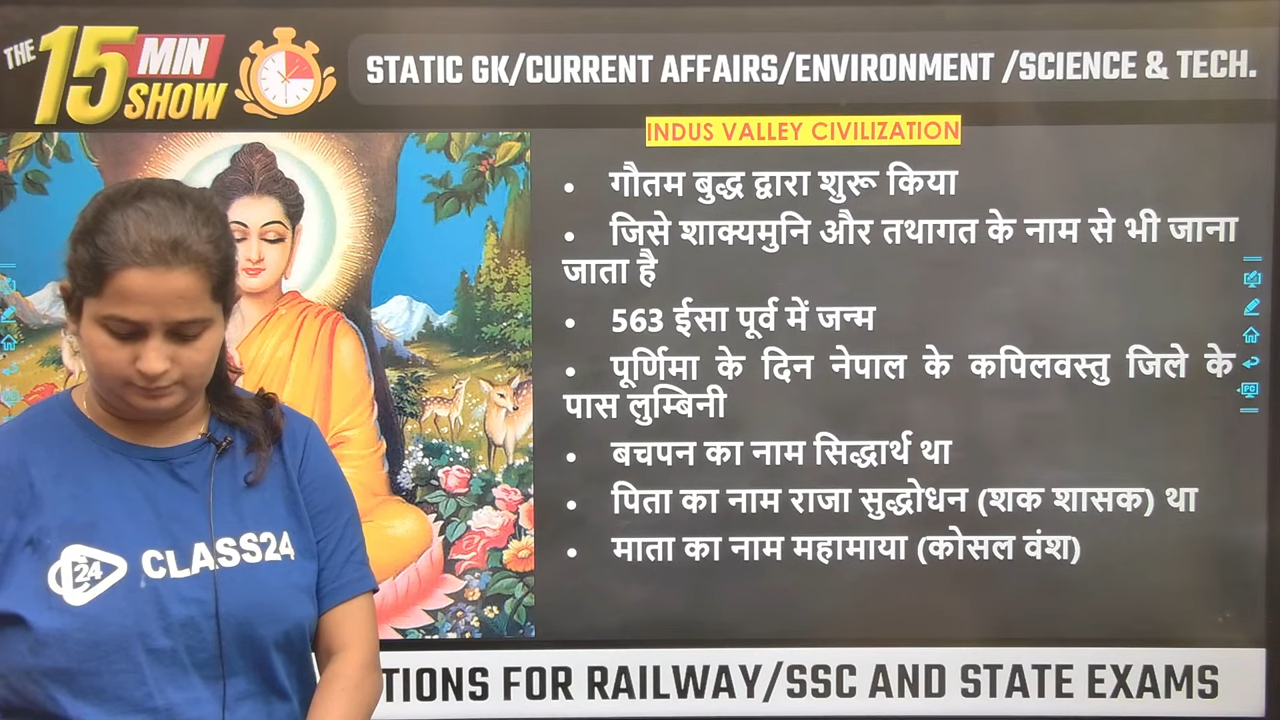 THE 15 MIN SHOW
STATIC GK/CURRENT AFFAIRS/ENVIRONMENT /SCIENCE & TECH.
INDUS VALLEY CIVILIZATION
• गौतम बुद्ध द्वारा शुरू किया
• जिसे शाक्यमुनि और तथागत के नाम से भी जाना
जाता है
• 563 ईसा पूर्व में जन्म
• पूर्णिमा के दिन नेपाल के कपिलवस्तु जिले के
पास लुम्बिनी
• बचपन का नाम सिद्धार्थ था
• पिता का नाम राजा सुद्धोधन (शक शासक) था
• माता का नाम महामाया (कोसल वंश)
24 CLASS24
TIONS FOR RAILWAY/SSC AND STATE EXAMS